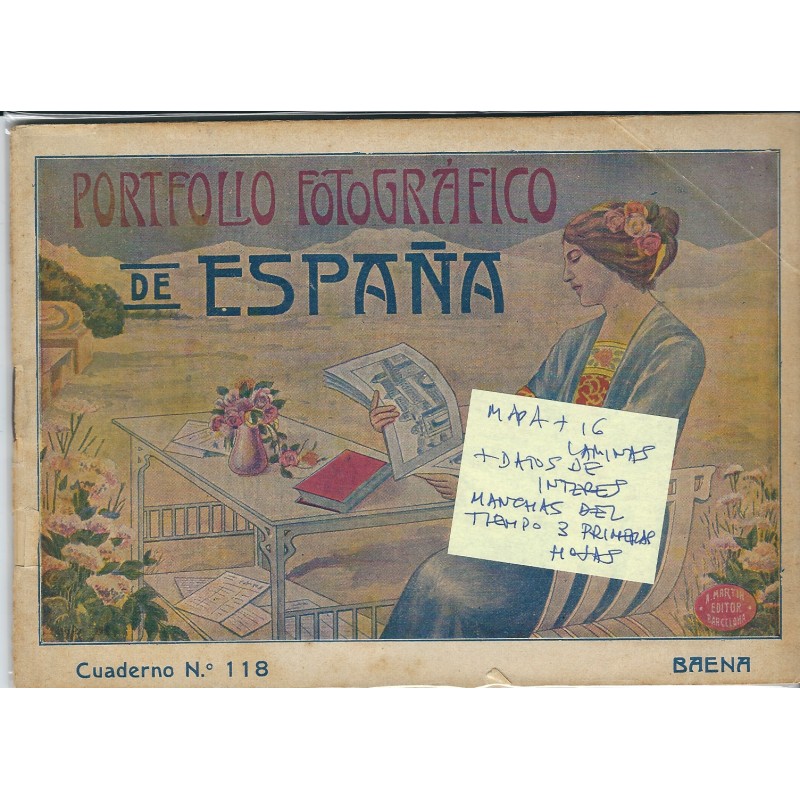 PORTFOLIO FOTOGRÁFICO
DE ESPAÑA
MAPA + 16
LAMINAS
+ DATOS DE
INTERES
MANCHAS DEL
TIEMPO 3 PRIMERAS
HOJAS
A. MARTIN
EDITOR
BARCELONA
Cuaderno N.º 118
BAENA